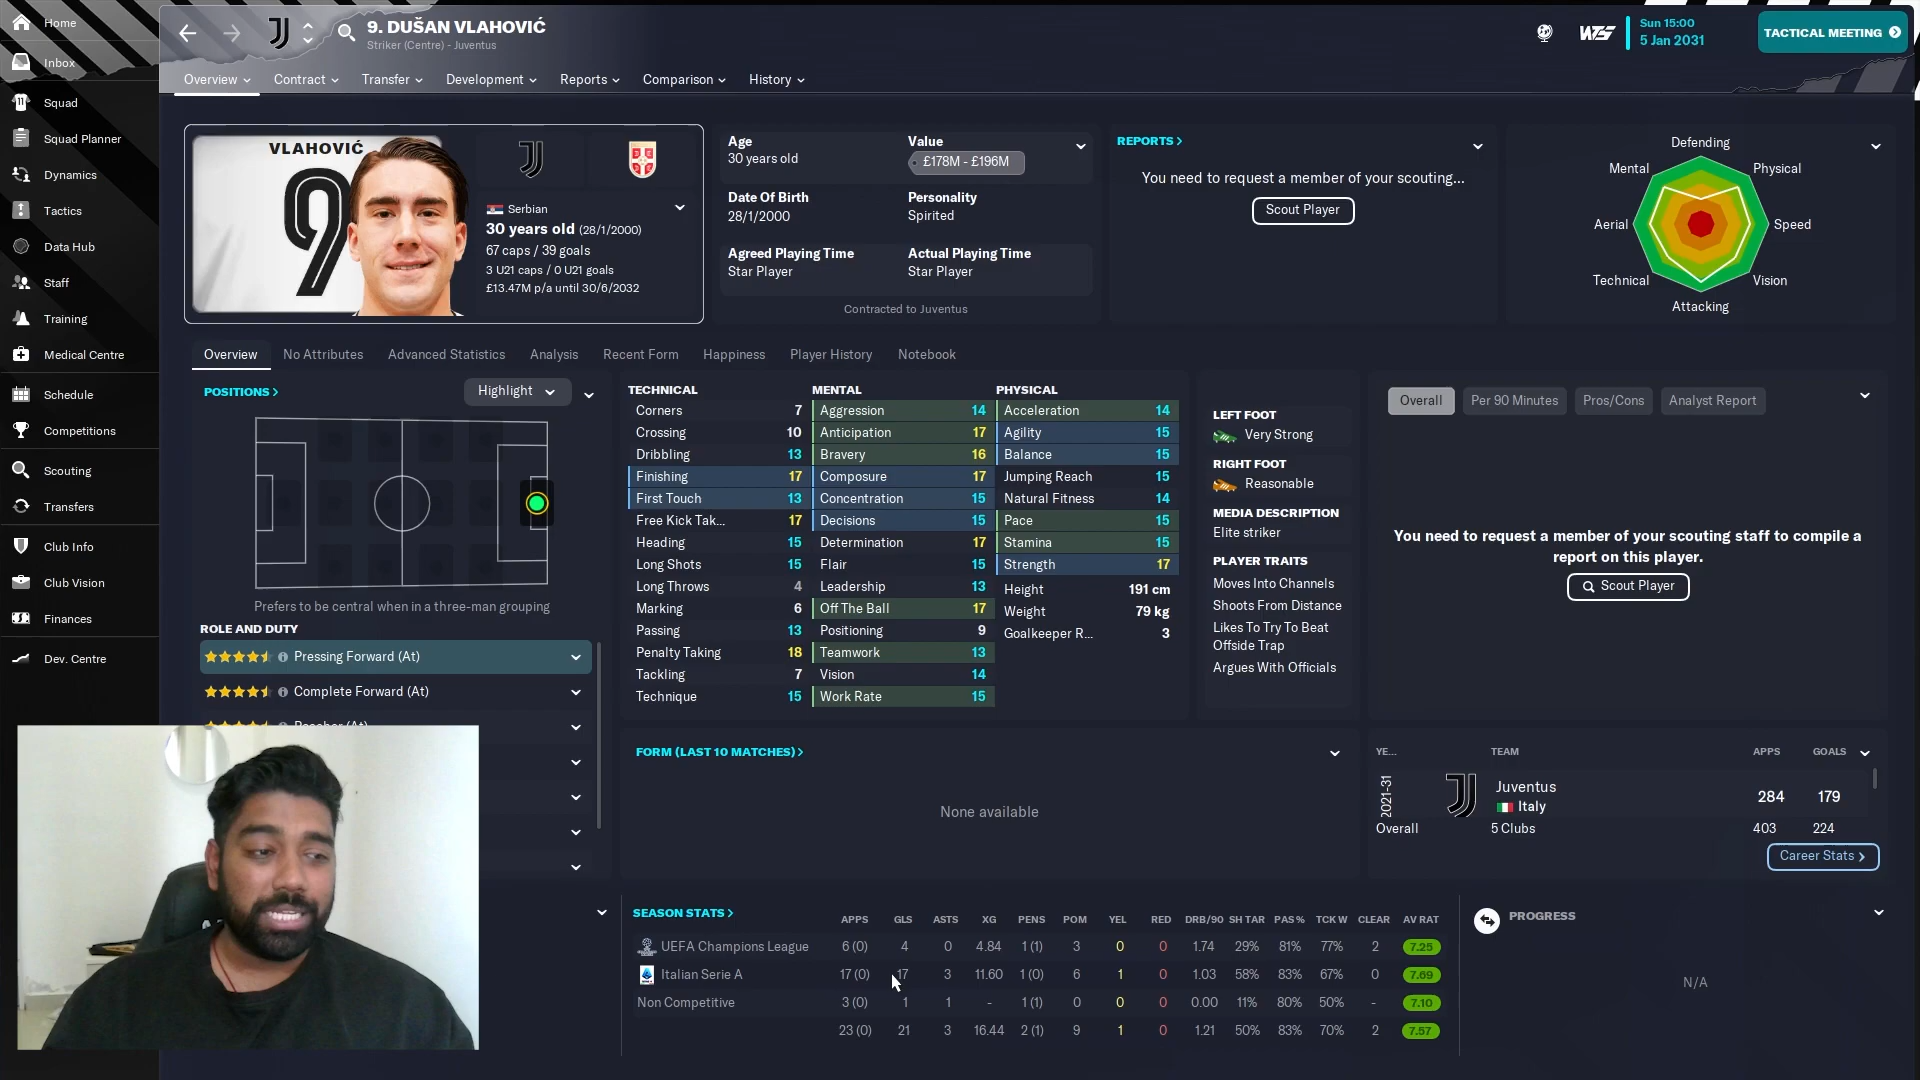 Home
Inbox
Squad
Squad Planner
Dynamics
Tactics
Data Hub
Staff
Training
Medical Centre
Schedule
Competitions
Scouting
Transfers
Club Info
Club Vision
Finances
Dev. Centre
9. DUŠAN VLAHOVIĆ
Striker (Centre) - Juventus
Sun 15:00
5 Jan 2031
TACTICAL MEETING
Overview Contract Transfer Development Reports Comparison History
VLAHOVIĆ
9
Serbian
30 years old (28/1/2000)
67 caps / 39 goals
3 U21 caps / 0 U21 goals
£13.47M p/a until 30/6/2032
Age
30 years old
Value
£178M - £196M
Date Of Birth
28/1/2000
Personality
Spirited
Agreed Playing Time
Star Player
Actual Playing Time
Star Player
Contracted to Juventus
REPORTS
You need to request a member of your scouting...
Scout Player
Defending
Mental Physical
Aerial Speed
Technical Vision
Attacking
Overview No Attributes Advanced Statistics Analysis Recent Form Happiness Player History Notebook
POSITIONS
Highlight
Prefers to be central when in a three-man grouping
ROLE AND DUTY
Pressing Forward (At)
Complete Forward (At)
TECHNICAL
Corners 7
Crossing 10
Dribbling 13
Finishing 17
First Touch 13
Free Kick Tak... 17
Heading 15
Long Shots 15
Long Throws 4
Marking 6
Passing 13
Penalty Taking 18
Tackling 7
Technique 15
MENTAL
Aggression 14
Anticipation 17
Bravery 16
Composure 17
Concentration 15
Decisions 15
Determination 17
Flair 15
Leadership 13
Off The Ball 17
Positioning 9
Teamwork 13
Vision 14
Work Rate 15
PHYSICAL
Acceleration 14
Agility 15
Balance 15
Jumping Reach 15
Natural Fitness 14
Pace 15
Stamina 15
Strength 17
Height 191 cm
Weight 79 kg
Goalkeeper R... 3
LEFT FOOT
Very Strong
RIGHT FOOT
Reasonable
MEDIA DESCRIPTION
Elite striker
PLAYER TRAITS
Moves Into Channels
Shoots From Distance
Likes To Try To Beat
Offside Trap
Argues With Officials
Overall Per 90 Minutes Pros/Cons Analyst Report
You need to request a member of your scouting staff to compile a
report on this player.
Scout Player
FORM (LAST 10 MATCHES)
None available
YE... TEAM APPS GOALS
2021-31 Juventus 284 179
Italy
Overall 5 Clubs 403 224
Career Stats
SEASON STATS APPS GLS ASTS XG PENS POM YEL RED DRB/90 SH TAR PAS % TCK W CLEAR AV RAT
UEFA Champions League 6 (0) 4 0 4.84 1 (1) 3 0 0 1.74 29% 81% 77% 2 7.25
Italian Serie A 17 (0) 17 3 11.60 1 (0) 6 1 0 1.03 58% 83% 67% 0 7.69
Non Competitive 3 (0) 1 1 - 1 (1) 0 0 0 0.00 11% 80% 50% - 7.10
23 (0) 21 3 16.44 2 (1) 9 1 0 1.21 50% 83% 70% 2 7.57
PROGRESS
N/A